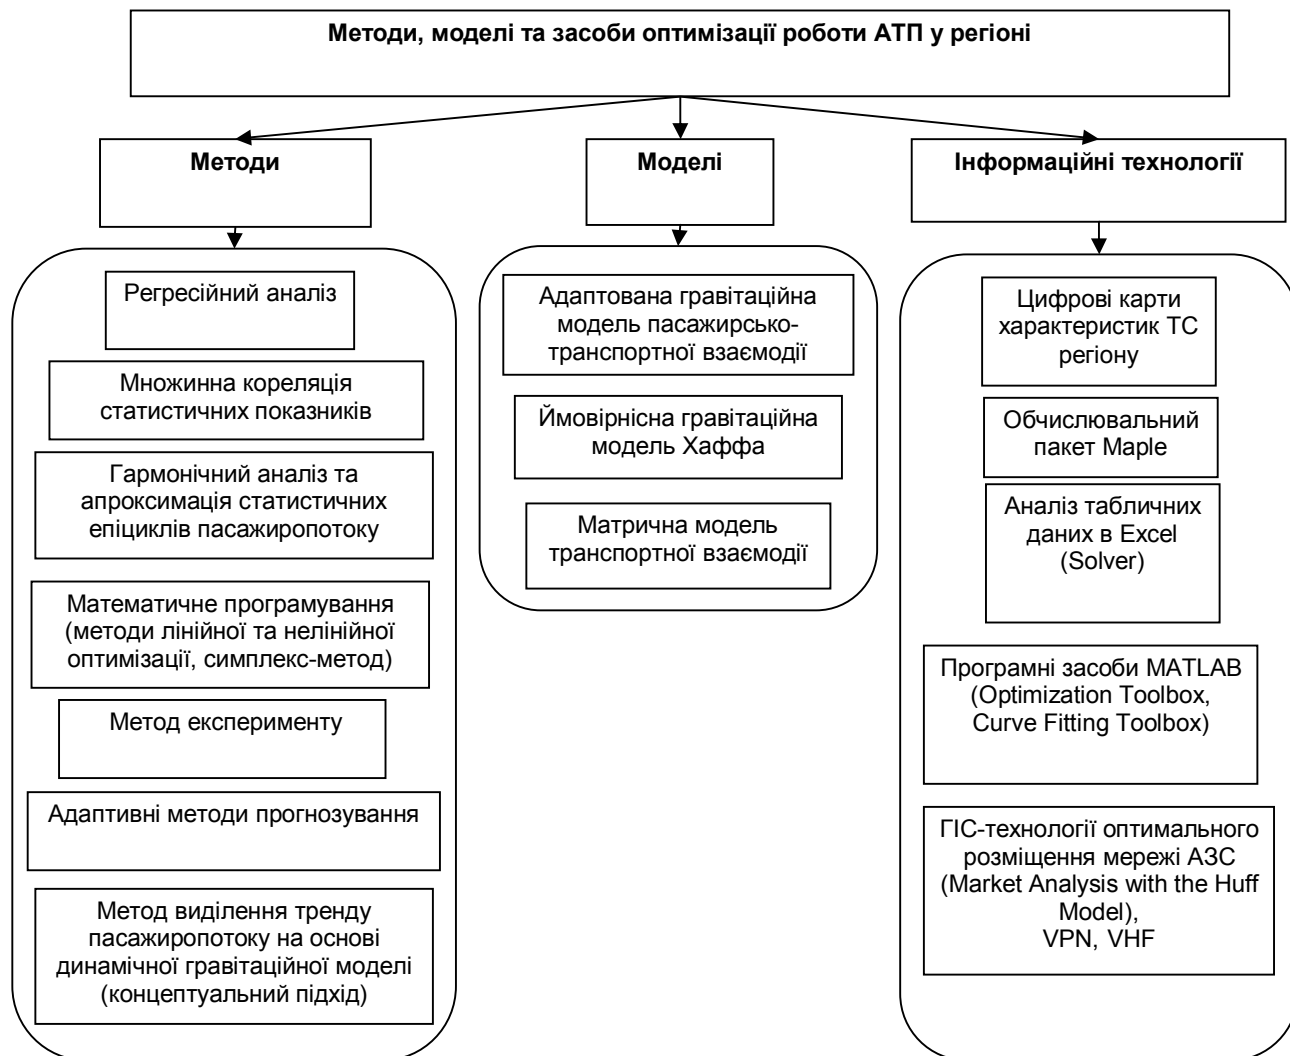 Методи, моделі та засоби оптимізації роботи АТП у регіоні
Методи
Моделі
Інформаційні технології
Регресійний аналіз
Множинна кореляція
статистичних показників
Гармонічний аналіз та
апроксимація статистичних
епіциклів пасажиропотоку
Математичне програмування
(методи лінійної та нелінійної
оптимізації, симплекс-метод)
Метод експерименту
Адаптивні методи прогнозування
Метод виділення тренду
пасажиропотоку на основі
динамічної гравітаційної моделі
(концептуальний підхід)
Адаптована гравітаційна
модель пасажирсько-
транспортної взаємодії
Ймовірнісна гравітаційна
модель Хаффа
Матрична модель
транспортної взаємодії
Цифрові карти
характеристик ТС
регіону
Обчислювальний
пакет Maple
Аналіз табличних
даних в Excel
(Solver)
Програмні засоби MATLAB
(Optimization Toolbox,
Curve Fitting Toolbox)
ГІС-технології оптимального
розміщення мережі АЗС
(Market Analysis with the Huff
Model),
VPN, VHF